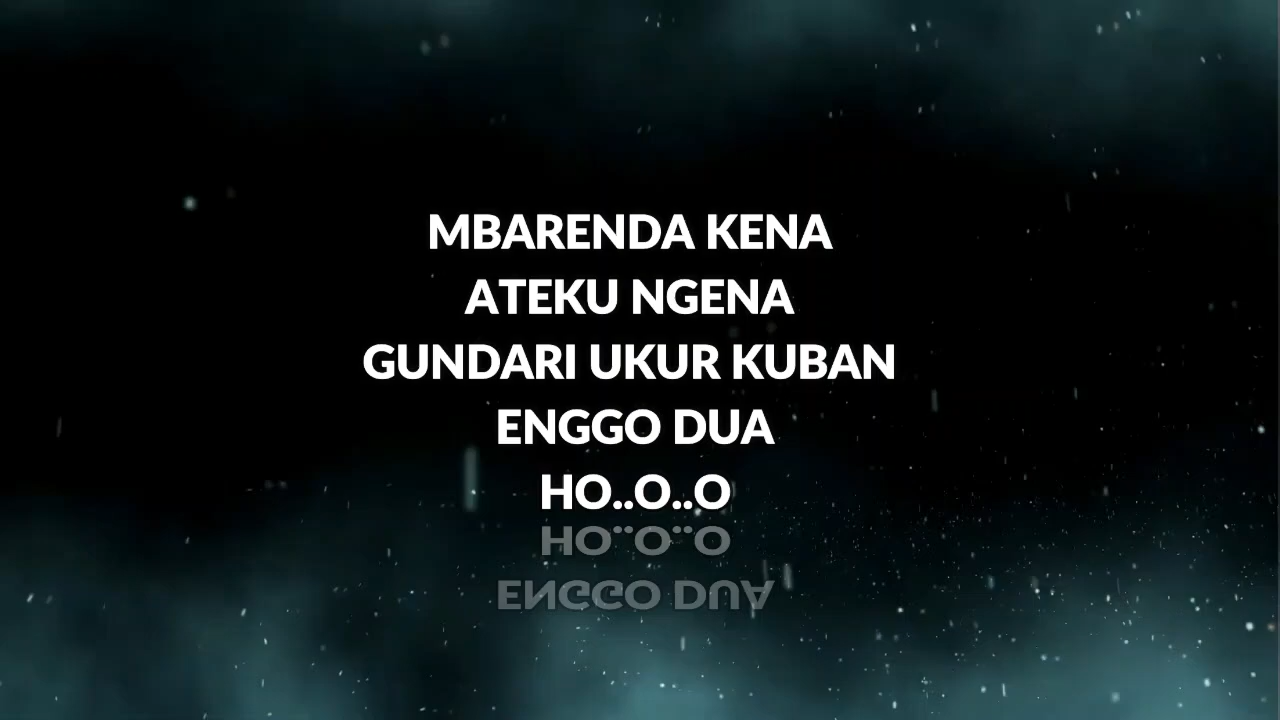 MBARENDA KENA
ATEKU NGENA
GUNDARI UKUR KUBAN
ENGGO DUA
HO..O..O